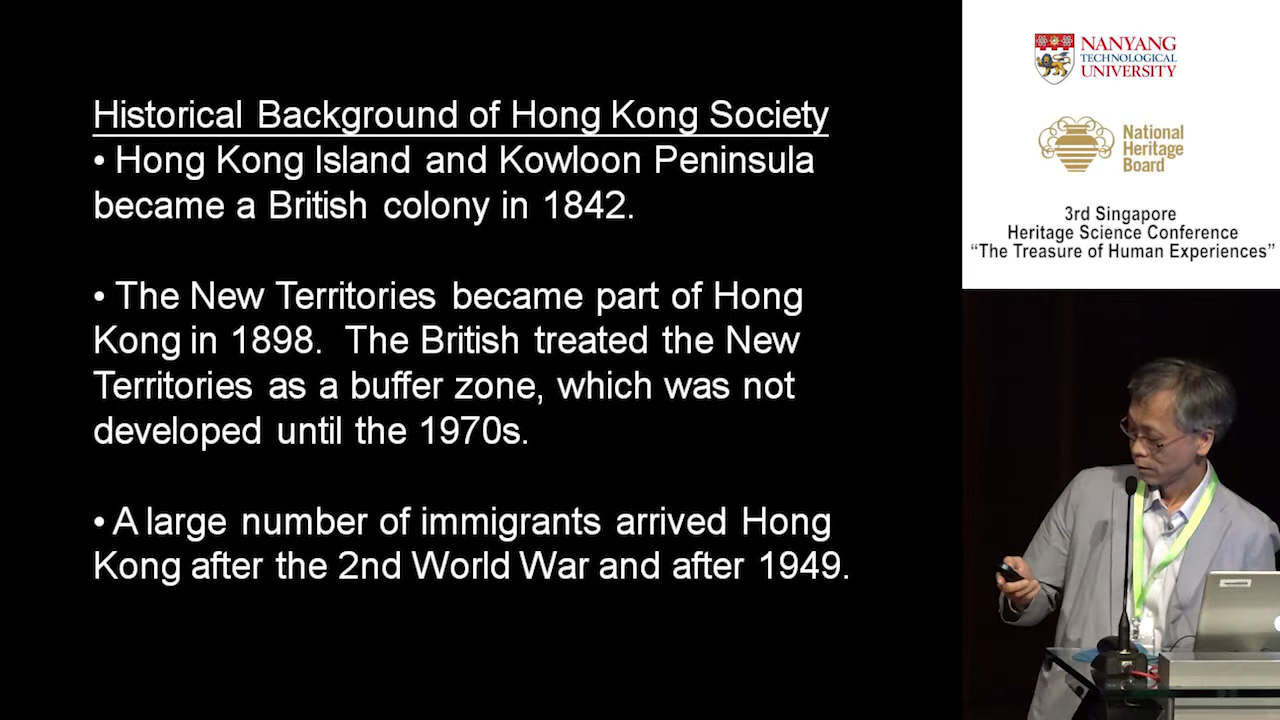 Historical Background of Hong Kong Society
• Hong Kong Island and Kowloon Peninsula
became a British colony in 1842.
• The New Territories became part of Hong
Kong in 1898. The British treated the New
Territories as a buffer zone, which was not
developed until the 1970s.
• A large number of immigrants arrived Hong
Kong after the 2nd World War and after 1949.
NANYANG
TECHNOLOGICAL
UNIVERSITY
National
Heritage
Board
3rd Singapore
Heritage Science Conference
“The Treasure of Human Experiences”